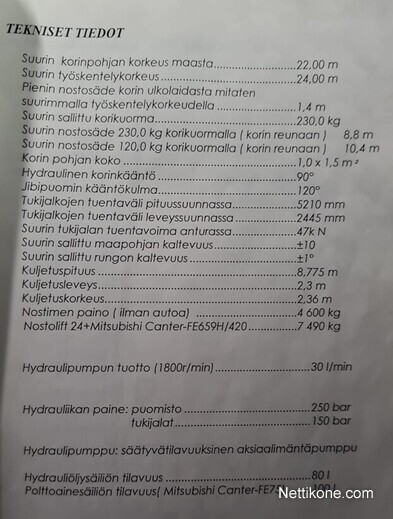 TEKNISET TIEDOT
Suurin korinpohjan korkeus maasta....................22,00 m
Suurin työskentelykorkeus................................24,00 m
Pienin nostosäde korin ulkolaidasta mitaten
suurimmalla työskentelykorkeudella ................1,4 m
Suurin sallittu korikuorma..................................230,0 kg
Suurin nostosäde 230,0 kg korikuormalla ( korin reunaan ) 8,8 m
Suurin nostosäde 120,0 kg korikuormalla ( korin reunaan ) 10,4 m
Korin pohjan koko ...........................................1,0 x 1,5 m ²
Hydraulinen korinkääntö..................................90°
Jibipuomin kääntökulma..................................120°
Tukijalkojen tuentaväli pituussuunnassa...........5210 mm
Tukijalkojen tuentaväli leveyssuunnassa...........2445 mm
Suurin tukijalan tuentavoima anturassa............47k N
Suurin sallittu maapohjan kaltevuus .................±10
Suurin sallittu rungon kaltevuus ........................±1°
Kuljetuspituus ...................................................8,775 m
Kuljetusleveys...................................................2,3 m
Kuljetuskorkeus.................................................2,36 m
Nostimen paino ( ilman autoa) ........................4 600 kg
Nostolift 24+Mitsubishi Canter-FE659H/420...............7 490 kg
Hydraulipumpun tuotto (1800r/min)........................30 l/min
Hydrauliikan paine: puomisto ................................250 bar
tukijalat ....................................150 bar
Hydraulipumppu: säätyvätilavuuksinen aksiaalimäntäpumppu
Hydrauliöljysäiliön tilavuus ....................................80 l
Polttoainesäiliön tilavuus( Mitsubishi Canter-FE
Nettikone.com